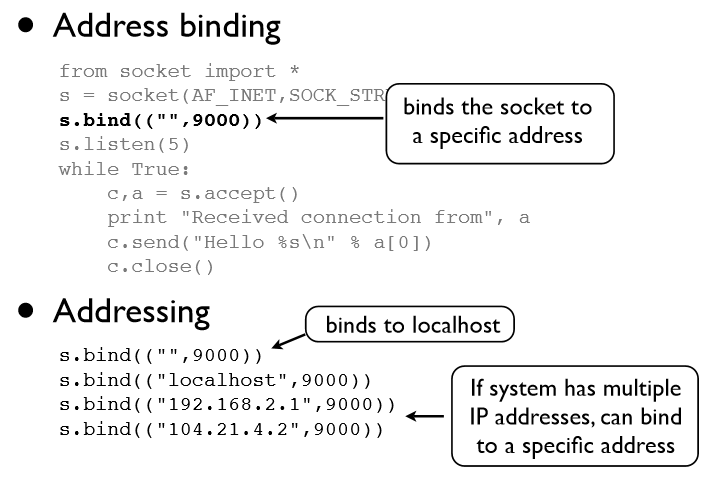 • Address binding
from socket import *
s = socket(AF_INET,SOCK_STR
s.bind(("",9000))
binds the socket to
a specific address
s.listen(5)
while True:
    c,a = s.accept()
    print "Received connection from", a
    c.send("Hello %s\n" % a[0])
    c.close()
• Addressing
binds to localhost
s.bind(("",9000))
s.bind(("localhost",9000))
s.bind(("192.168.2.1",9000))
s.bind(("104.21.4.2",9000))
If system has multiple
IP addresses, can bind
to a specific address